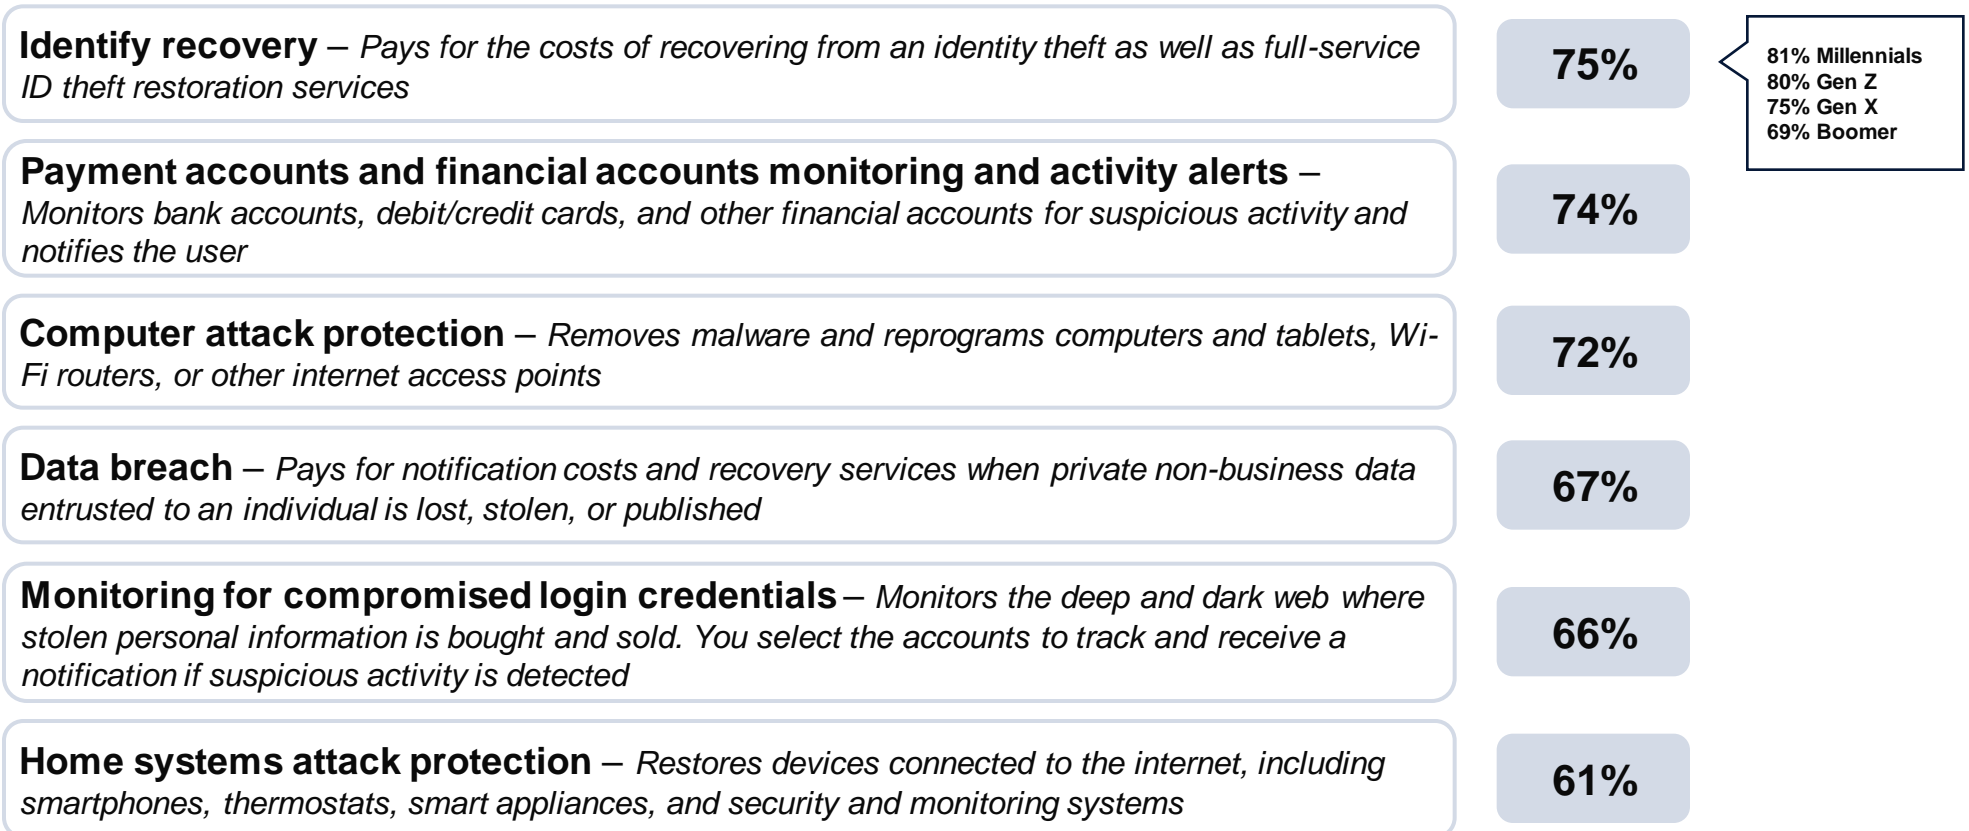 Identify recovery – Pays for the costs of recovering from an identity theft as well as full-service
ID theft restoration services
75%
81% Millennials
80% Gen Z
75% Gen X
69% Boomer
Payment accounts and financial accounts monitoring and activity alerts –
Monitors bank accounts, debit/credit cards, and other financial accounts for suspicious activity and
notifies the user
74%
Computer attack protection – Removes malware and reprograms computers and tablets, Wi-
Fi routers, or other internet access points
72%
Data breach – Pays for notification costs and recovery services when private non-business data
entrusted to an individual is lost, stolen, or published
67%
Monitoring for compromised login credentials – Monitors the deep and dark web where
stolen personal information is bought and sold. You select the accounts to track and receive a
notification if suspicious activity is detected
66%
Home systems attack protection – Restores devices connected to the internet, including
smartphones, thermostats, smart appliances, and security and monitoring systems
61%